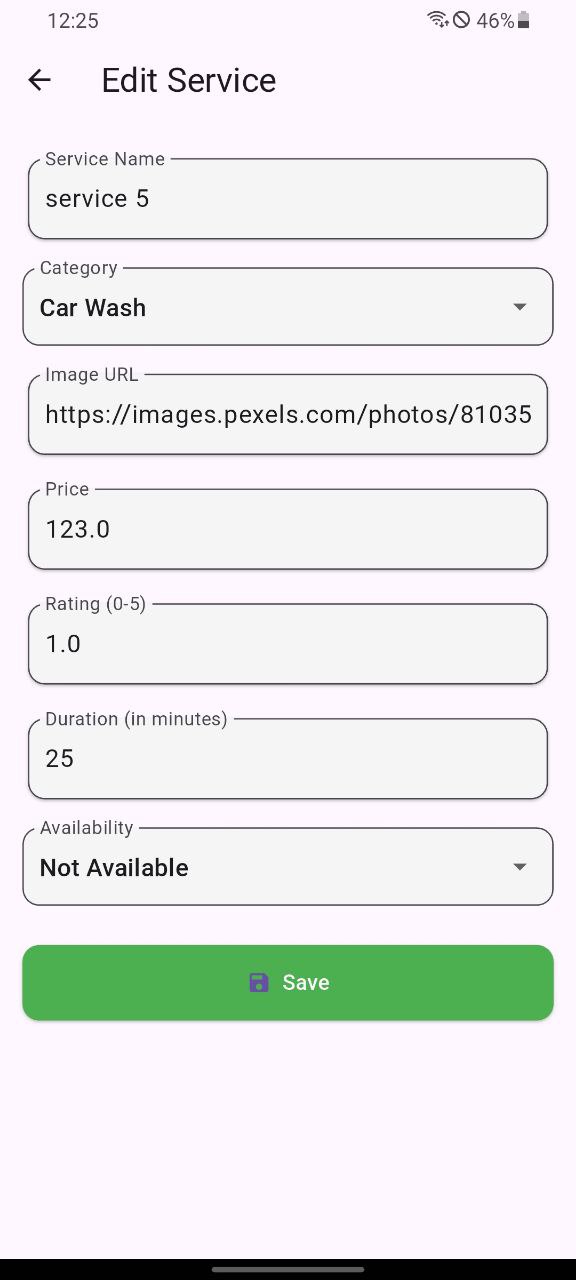 12:25 46%
Edit Service
Service Name
service 5
Category
Car Wash
Image URL
https://images.pexels.com/photos/81035
Price
123.0
Rating (0-5)
1.0
Duration (in minutes)
25
Availability
Not Available
Save